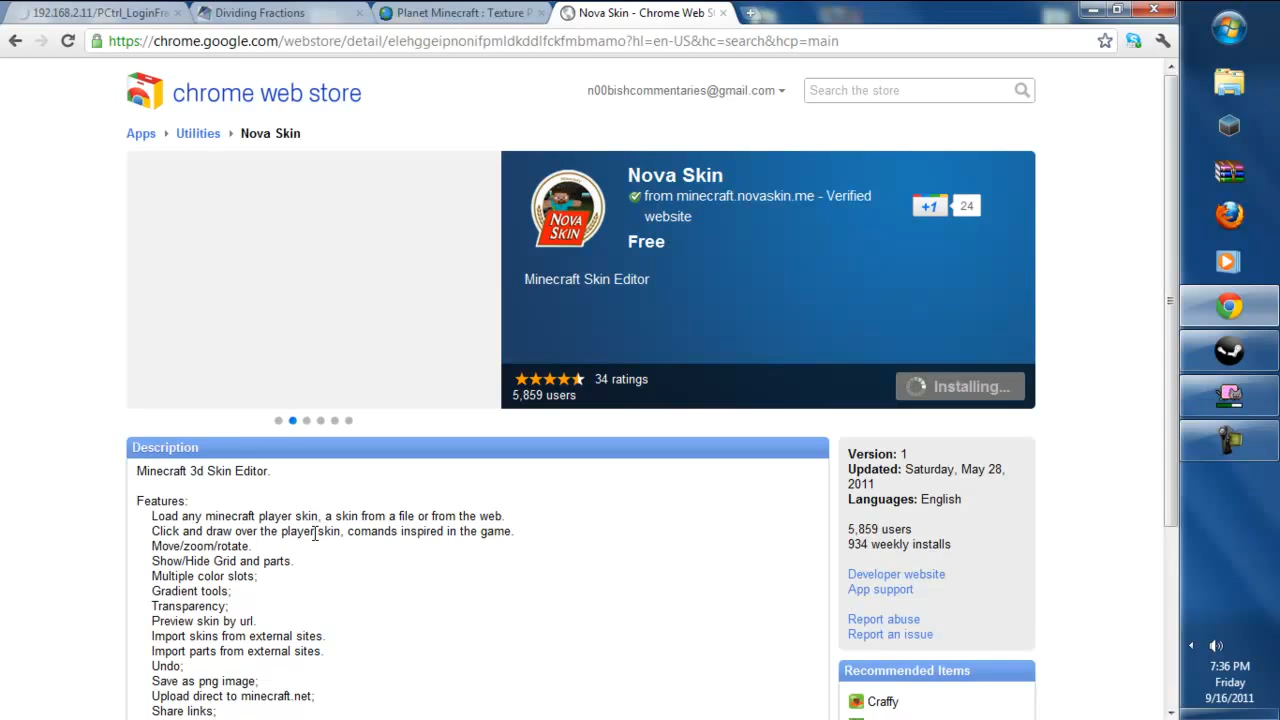 192.168.2.11/PCtrl_LoginFra
Dividing Fractions
Planet Minecraft : Texture P
Nova Skin - Chrome Web St
https://chrome.google.com/webstore/detail/elehggeipnonifpmldkddlfckfmbmamo?hl=en-US&hc=search&hcp=main
chrome web store
n00bishcommentaries@gmail.com
Search the store
Apps Utilities Nova Skin
NOVA SKIN
Nova Skin
from minecraft.novaskin.me - Verified
website
+1 24
Free
Minecraft Skin Editor
34 ratings
5,859 users
Installing...
Description
Minecraft 3d Skin Editor.
Features:
Load any minecraft player skin, a skin from a file or from the web.
Click and draw over the player skin, comands inspired in the game.
Move/zoom/rotate.
Show/Hide Grid and parts.
Multiple color slots;
Gradient tools;
Transparency;
Preview skin by url.
Import skins from external sites.
Import parts from external sites.
Undo;
Save as png image;
Upload direct to minecraft.net;
Share links;
Version: 1
Updated: Saturday, May 28,
2011
Languages: English
5,859 users
934 weekly installs
Developer website
App support
Report abuse
Report an issue
Recommended Items
Craffy
7:36 PM
Friday
9/16/2011